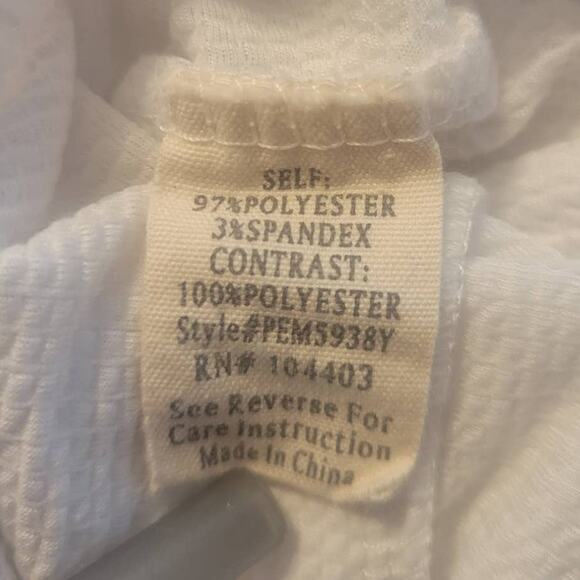 SELF:
97%POLYESTER
3%SPANDEX
CONTRAST:
100%POLYESTER
Style#PEM5938Y
RN# 104403
See Reverse For
Care Instruction
Made In China